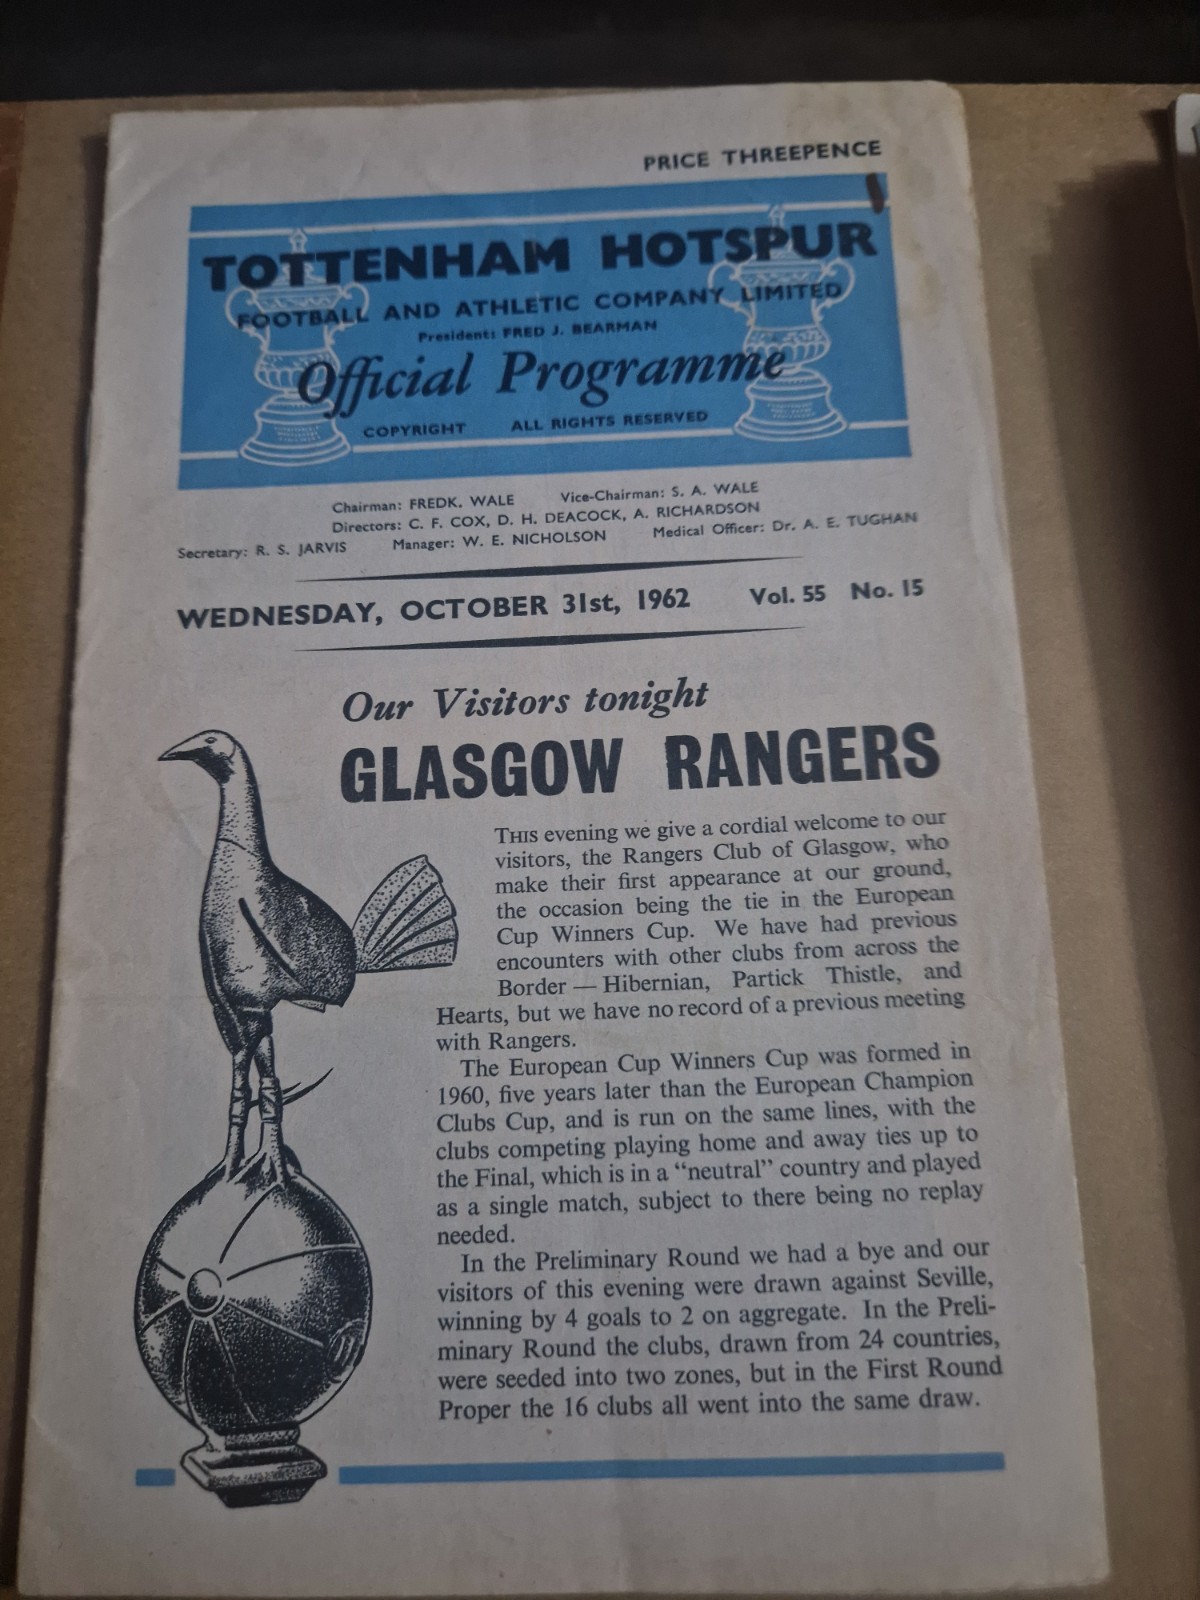 PRICE THREEPENCE
TOTTENHAM HOTSPUR
FOOTBALL AND ATHLETIC COMPANY LIMITED
President: FRED J. BEARMAN
Official Programme
COPYRIGHT ALL RIGHTS RESERVED
Chairman: FREDK. WALE Vice-Chairman: S. A. WALE
Directors: C. F. COX, D. H. DEACOCK, A. RICHARDSON
Secretary: R. S. JARVIS Manager: W. E. NICHOLSON Medical Officer: Dr. A. E. TUGHAN
WEDNESDAY, OCTOBER 31st, 1962 Vol. 55 No. 15
Our Visitors tonight
GLASGOW RANGERS
THIS evening we give a cordial welcome to our
visitors, the Rangers Club of Glasgow, who
make their first appearance at our ground,
the occasion being the tie in the European
Cup Winners Cup. We have had previous
encounters with other clubs from across the
Border — Hibernian, Partick Thistle, and
Hearts, but we have no record of a previous meeting
with Rangers.
The European Cup Winners Cup was formed in
1960, five years later than the European Champion
Clubs Cup, and is run on the same lines, with the
clubs competing playing home and away ties up to
the Final, which is in a “neutral” country and played
as a single match, subject to there being no replay
needed.
In the Preliminary Round we had a bye and our
visitors of this evening were drawn against Seville,
winning by 4 goals to 2 on aggregate. In the Preli-
minary Round the clubs, drawn from 24 countries,
were seeded into two zones, but in the First Round
Proper the 16 clubs all went into the same draw.